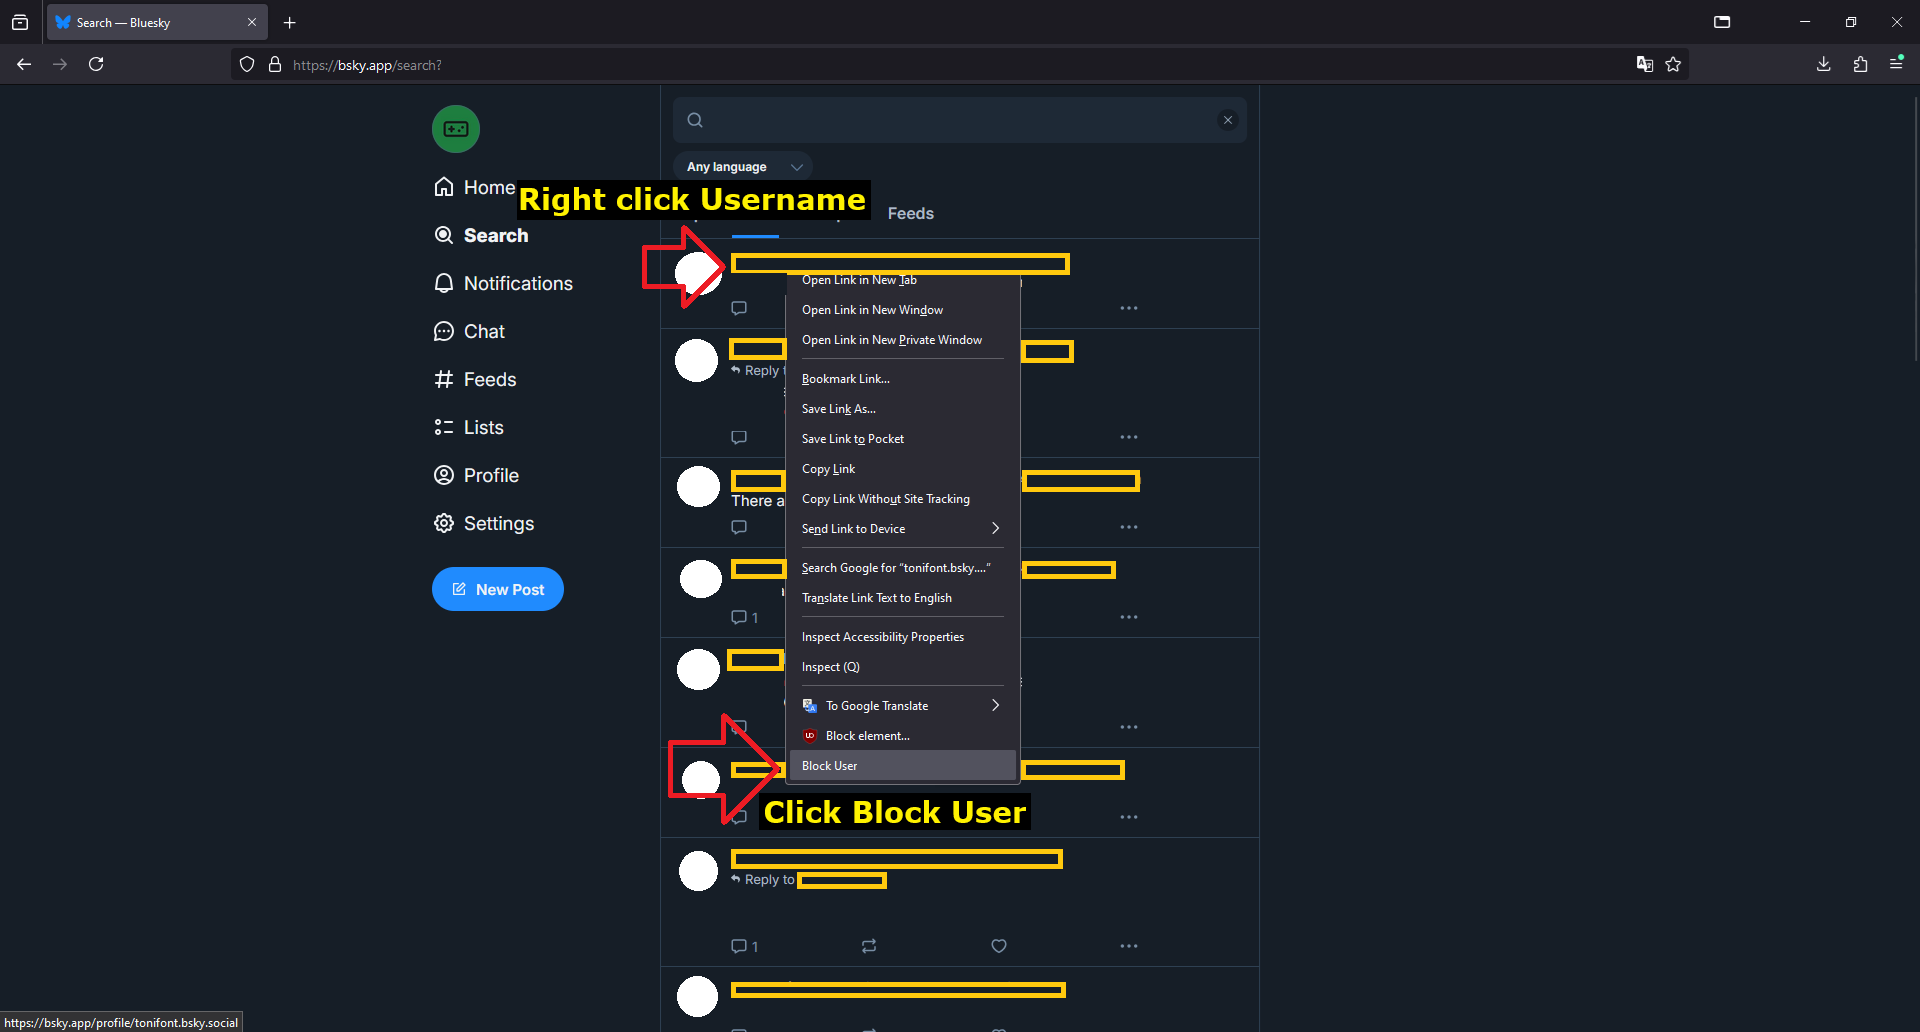 Search — Bluesky
https://bsky.app/search?
Any language
Home
Right click Username
Feeds
Search
Notifications
Chat
Feeds
Lists
Profile
Settings
New Post
Open Link in New Tab
Open Link in New Window
Open Link in New Private Window
Reply
Bookmark Link...
Save Link As...
Save Link to Pocket
Copy Link
Copy Link Without Site Tracking
There a
Send Link to Device
Search Google for “tonifont.bsky....”
Translate Link Text to English
1
Inspect Accessibility Properties
Inspect (Q)
To Google Translate
UD Block element...
Block User
Click Block User
Reply to
1
https://bsky.app/profile/tonifont.bsky.social